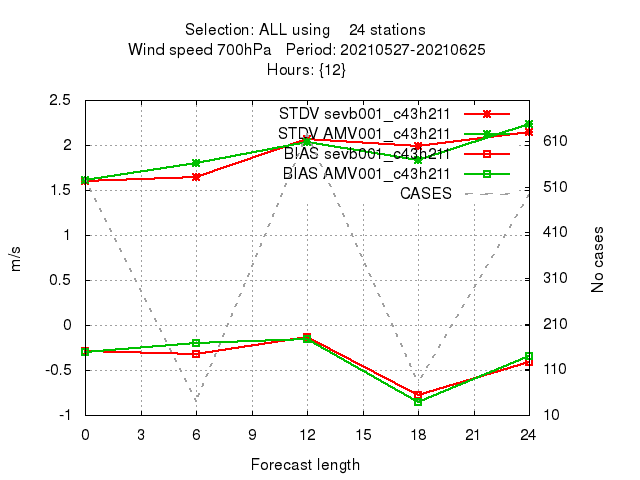 Selection: ALL using 24 stations
Wind speed 700hPa Period: 20210527-20210625
Hours: {12}
STDV sevb001_c43h211
STDV AMV001_c43h211
BIAS sevb001_c43h211
BIAS AMV001_c43h211
CASES
2.5
2
1.5
1
0.5
0
-0.5
-1
m/s
610
510
410
310
210
110
10
No cases
0 3 6 9 12 15 18 21 24
Forecast length